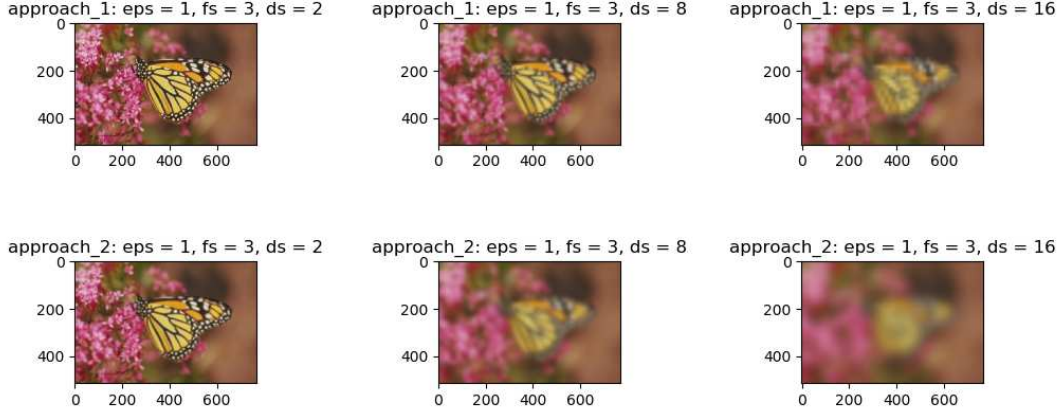 approach_1: eps = 1, fs = 3, ds = 2
approach_1: eps = 1, fs = 3, ds = 8
approach_1: eps = 1, fs = 3, ds = 16
0
200
400
0 200 400 600
0
200
400
0 200 400 600
0
200
400
0 200 400 600
approach_2: eps = 1, fs = 3, ds = 2
approach_2: eps = 1, fs = 3, ds = 8
approach_2: eps = 1, fs = 3, ds = 16
0
200
400
0 200 400 600
0
200
400
0 200 400 600
0
200
400
0 200 400 600